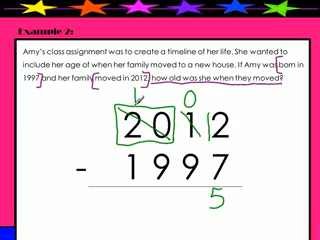 Example 2:
Amy's class assignment was to create a timeline of her life. She wanted to
include her age of when her family moved to a new house. If Amy was born in
1997 and her family moved in 2012, how old was she when they moved?
1 0
2012
- 1997
5